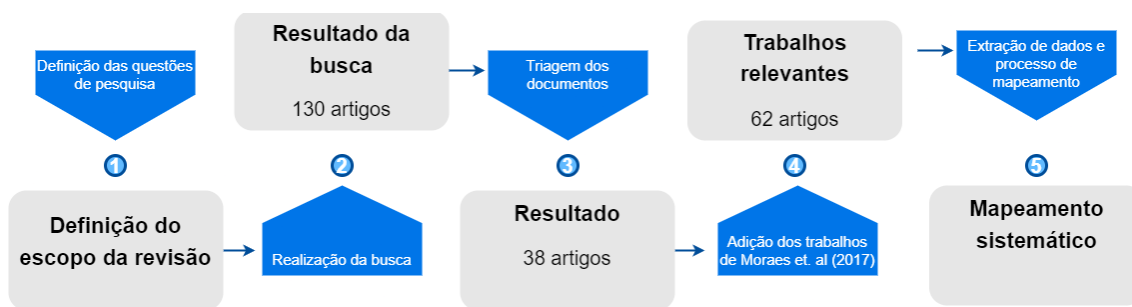 Definição das questões
de pesquisa
1
Definição do
escopo da revisão
Resultado da
busca
130 artigos
2
Realização da busca
Triagem dos
documentos
3
Resultado
38 artigos
Trabalhos
relevantes
62 artigos
4
Adição dos trabalhos
de Moraes et. al (2017)
Extração de dados e
processo de
mapeamento
5
Mapeamento
sistemático